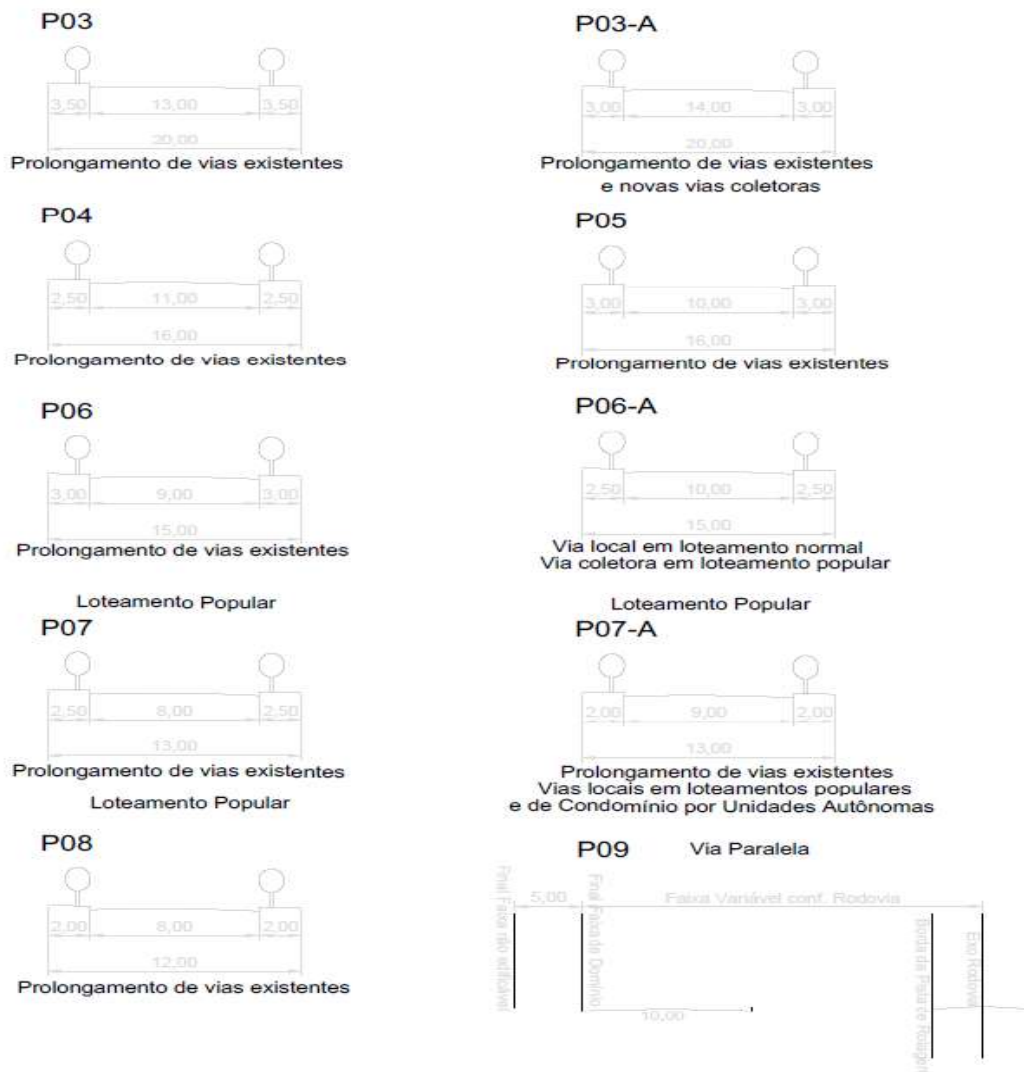 P03
3,50 13,00 3,50
20,00
Prolongamento de vias existentes
P03-A
3,00 14,00 3,00
20,00
Prolongamento de vias existentes
e novas vias coletoras
P04
2,50 11,00 2,50
16,00
Prolongamento de vias existentes
P05
3,00 10,00 3,00
16,00
Prolongamento de vias existentes
P06
3,00 9,00 3,00
15,00
Prolongamento de vias existentes
P06-A
2,50 10,00 2,50
15,00
Via local em loteamento normal
Via coletora em loteamento popular
Loteamento Popular
P07
2,50 8,00 2,50
13,00
Prolongamento de vias existentes
Loteamento Popular
P07-A
2,00 9,00 2,00
13,00
Prolongamento de vias existentes
Vias locais em loteamentos populares
e de Condomínio por Unidades Autônomas
Loteamento Popular
P08
2,00 8,00 2,00
12,00
Prolongamento de vias existentes
P09 Via Paralela
Final Faixa não edificável
5,00
Final Faixa de Domínio
Faixa Variável conf. Rodovia
10,00
Borda da Pista de
Eixo Rodovia